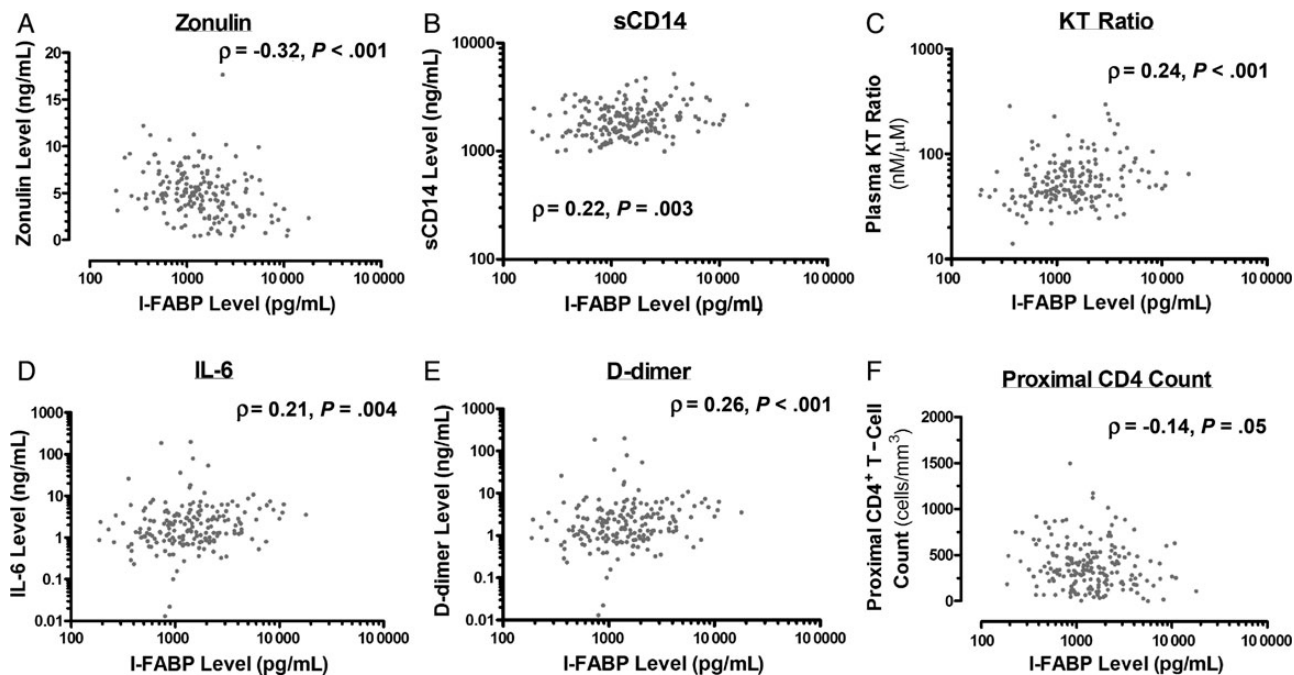 A
Zonulin
ρ = -0.32, P < .001
Zonulin Level (ng/mL)
20
15
10
5
0
100 1000 10 000 100 000
I-FABP Level (pg/mL)
B
sCD14
sCD14 Level (ng/mL)
10000
1000
100
ρ = 0.22, P = .003
100 1000 10 000 100 000
I-FABP Level (pg/mL)
C
KT Ratio
ρ = 0.24, P < .001
Plasma KT Ratio
(nM/μM)
1000
100
10
100 1000 10 000 100 000
I-FABP Level (pg/mL)
D
IL-6
ρ = 0.21, P = .004
IL-6 Level (ng/mL)
1000
100
10
1
0.1
0.01
100 1000 10 000 100 000
I-FABP Level (pg/mL)
E
D-dimer
ρ = 0.26, P < .001
D-dimer Level (ng/mL)
1000
100
10
1
0.1
0.01
100 1000 10 000 100 000
I-FABP Level (pg/mL)
F
Proximal CD4 Count
ρ = -0.14, P = .05
Proximal CD4+ T-Cell
Count (cells/mm³)
2000
1500
1000
500
0
100 1000 10 000 100 000
I-FABP Level (pg/mL)